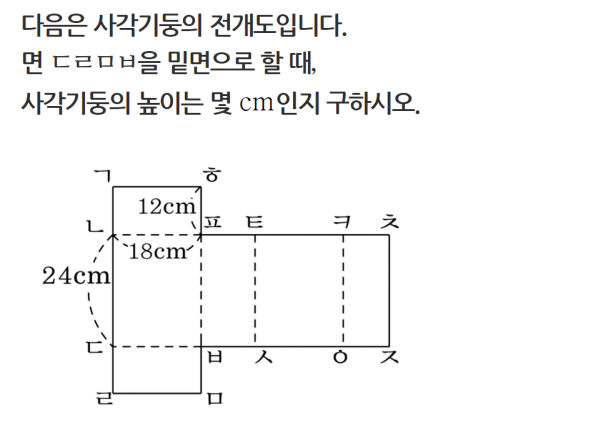 다음은 사각기둥의 전개도입니다.
면 ㄷㄹㅁㅂ을 밑면으로 할 때,
사각기둥의 높이는 몇 cm인지 구하시오.
ㄱ ㅎ
12cm
ㄴ ㅍ ㅌ ㅋ ㅊ
18cm
24cm
ㄷ ㅂ ㅅ ㅇ ㅈ
ㄹ ㅁ